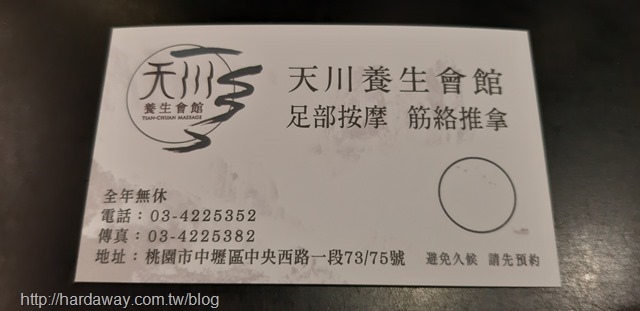 天川
養生會館
TIAN-CHUAN MASSAGE
天川養生會館
足部按摩 筋絡推拿
全年無休
電話：03-4225352
傳真：03-4225382
地址：桃園市中壢區中央西路一段73/75號
避免久候 請先預約
http://hardaway.com.tw/blog